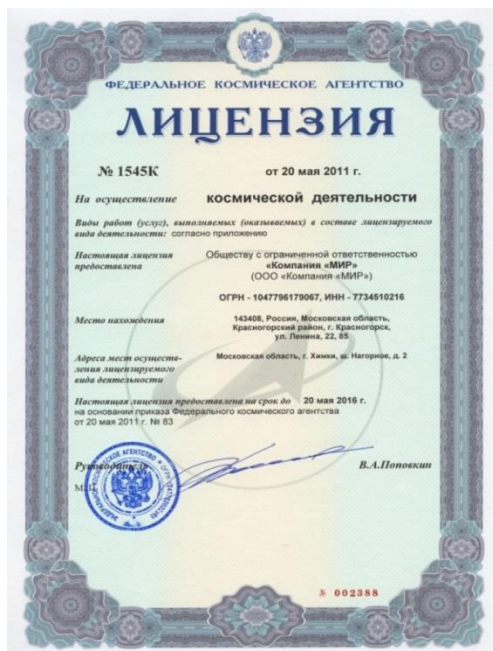 ФЕДЕРАЛЬНОЕ КОСМИЧЕСКОЕ АГЕНТСТВО
ЛИЦЕНЗИЯ
№ 1545К от 20 мая 2011 г.
На осуществление космической деятельности
Виды работ (услуг), выполняемых (оказываемых) в составе лицензируемого
вида деятельности: согласно приложению
Настоящая лицензия Обществу с ограниченной ответственностью
предоставлена «Компания «МИР»
(ООО «Компания «МИР»)
ОГРН - 1047796179067, ИНН - 7734510216
Место нахождения 143408, Россия, Московская область,
Красногорский район, г. Красногорск,
ул. Ленина, 22, 85
Адреса мест осуществ- Московская область, г. Химки, ш. Нагорное, д. 2
ления лицензируемого
вида деятельности
Настоящая лицензия предоставлена на срок до 20 мая 2016 г.
на основании приказа Федерального космического агентства
от 20 мая 2011 г. № 83
Руководитель В.А.Поповкин
М.П.
№ 002388